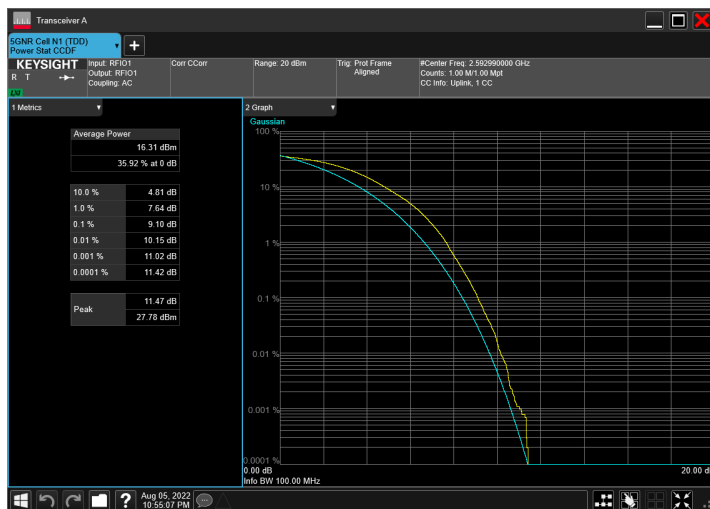 Transceiver A
5GNR Cell N1 (TDD)
Power Stat CCDF
KEYSIGHT
R T
LXI
Input: RFIO1
Output: RFIO1
Coupling: AC
Corr CCorr
Range: 20 dBm
Trig: Prot Frame
Aligned
#Center Freq: 2.592990000 GHz
Counts: 1.00 M/1.00 Mpt
CC Info: Uplink, 1 CC
1 Metrics
Average Power
16.31 dBm
35.92 % at 0 dB
10.0 % 4.81 dB
1.0 % 7.64 dB
0.1 % 9.10 dB
0.01 % 10.15 dB
0.001 % 11.02 dB
0.0001 % 11.42 dB
Peak
11.47 dB
27.78 dBm
2 Graph
Gaussian
100 %
10 %
1 %
0.1 %
0.01 %
0.001 %
0.0001 %
0.00 dB
20.00 d
Info BW 100.00 MHz
Aug 05, 2022
10:55:07 PM